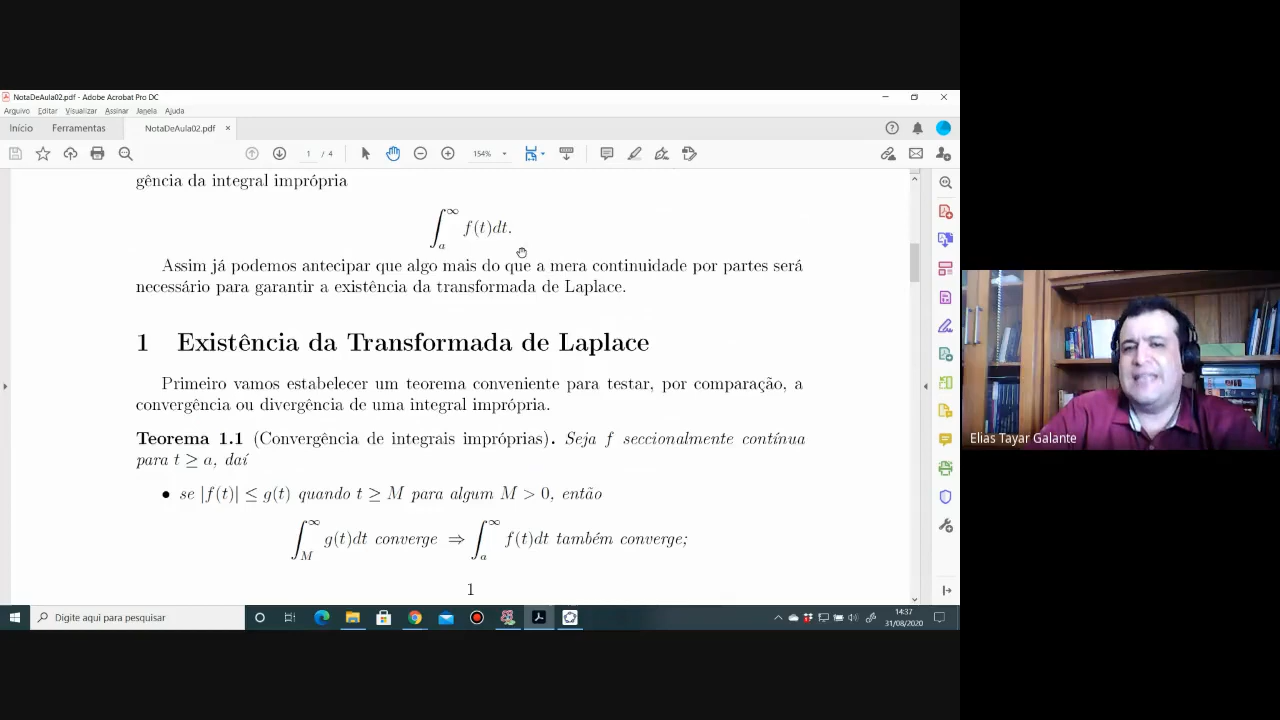 NotaDeAula02.pdf - Adobe Acrobat Pro DC
Arquivo Editar Visualizar Assinar Janela Ajuda
Início Ferramentas NotaDeAula02.pdf ×
1 / 4 154%
gência da integral imprópria
∫_a^∞ f(t)dt.
Assim já podemos antecipar que algo mais do que a mera continuidade por partes será
necessário para garantir a existência da transformada de Laplace.
1 Existência da Transformada de Laplace
Primeiro vamos estabelecer um teorema conveniente para testar, por comparação, a
convergência ou divergência de uma integral imprópria.
Teorema 1.1 (Convergência de integrais impróprias). Seja f seccionalmente contínua
para t ≥ a, daí
• se |f(t)| ≤ g(t) quando t ≥ M para algum M > 0, então
∫_M^∞ g(t)dt converge ⇒ ∫_a^∞ f(t)dt também converge;
1
Elias Tayar Galante
Digite aqui para pesquisar
14:37
31/08/2020